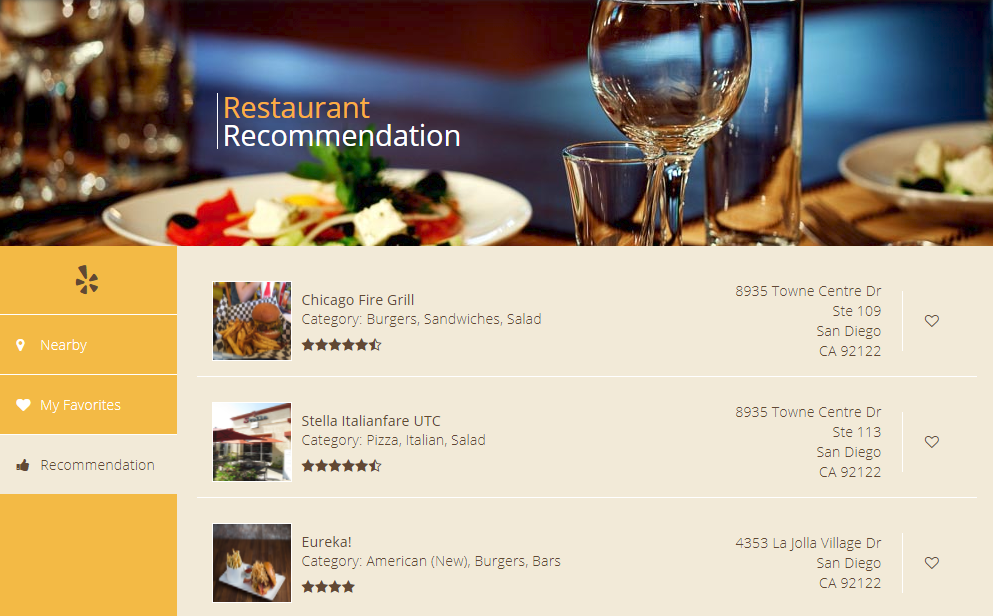 Restaurant
Recommendation
Nearby
My Favorites
Recommendation
Chicago Fire Grill
Category: Burgers, Sandwiches, Salad
8935 Towne Centre Dr
Ste 109
San Diego
CA 92122
Stella Italianfare UTC
Category: Pizza, Italian, Salad
8935 Towne Centre Dr
Ste 113
San Diego
CA 92122
Eureka!
Category: American (New), Burgers, Bars
4353 La Jolla Village Dr
San Diego
CA 92122